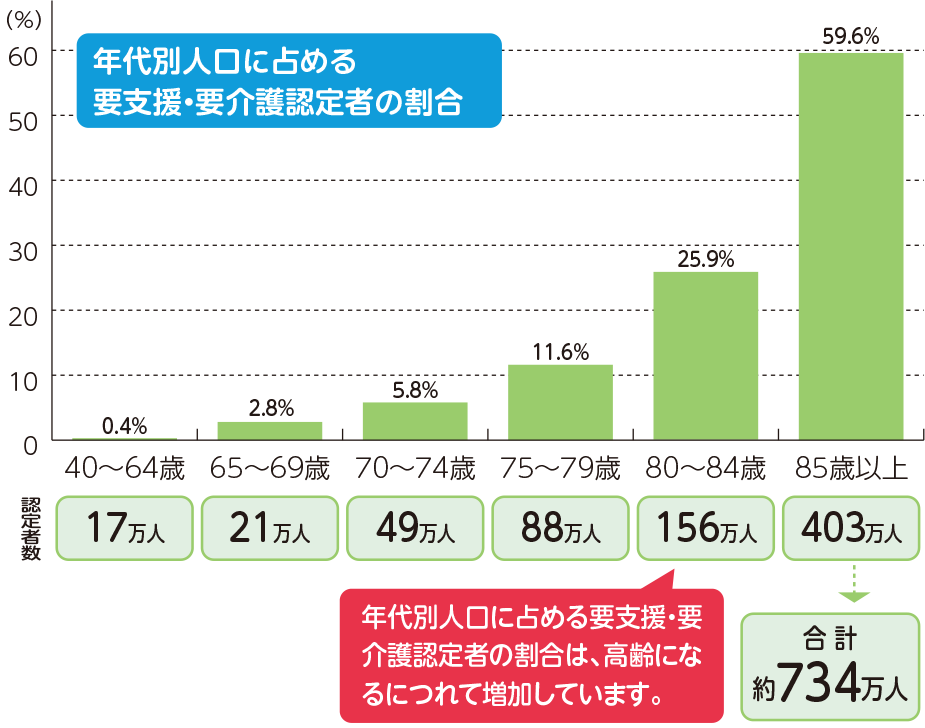 (%)
年代別人口に占める
要支援・要介護認定者の割合
60
50
40
30
20
10
0
0.4%
2.8%
5.8%
11.6%
25.9%
59.6%
40〜64歳
65〜69歳
70〜74歳
75〜79歳
80〜84歳
85歳以上
認定者数
17万人
21万人
49万人
88万人
156万人
403万人
年代別人口に占める要支援・要
介護認定者の割合は、高齢にな
るにつれて増加しています。
合計
約734万人